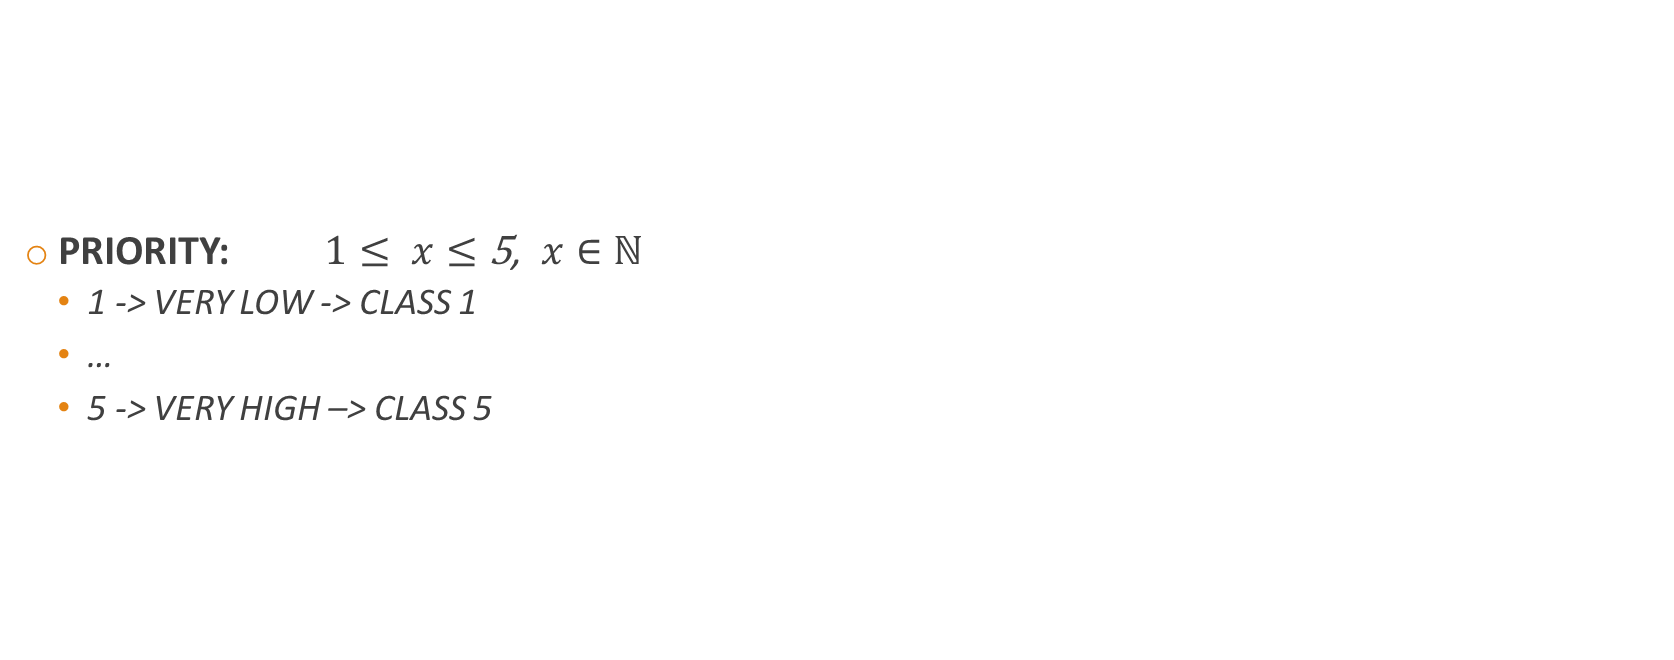 ○ PRIORITY: 1 ≤ x ≤ 5, x ∈ ℕ
• 1 -> VERY LOW -> CLASS 1
• …
• 5 -> VERY HIGH –> CLASS 5